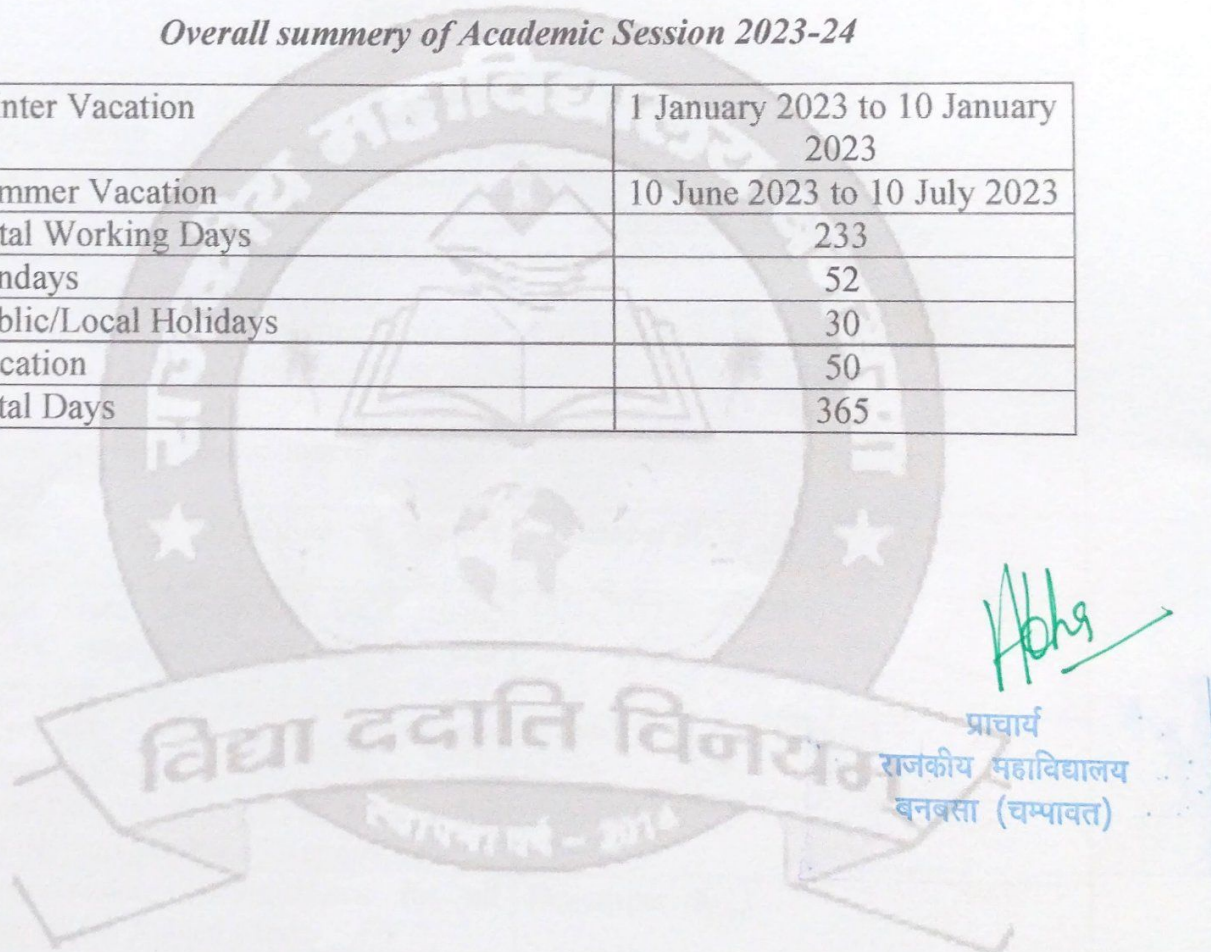 Overall summery of Academic Session 2023-24
nter Vacation 1 January 2023 to 10 January
2023
mmer Vacation 10 June 2023 to 10 July 2023
tal Working Days 233
ndays 52
blic/Local Holidays 30
cation 50
tal Days 365
विद्या ददाति विनयम
प्राचार्य
राजकीय महाविद्यालय
बनबसा (चम्पावत)